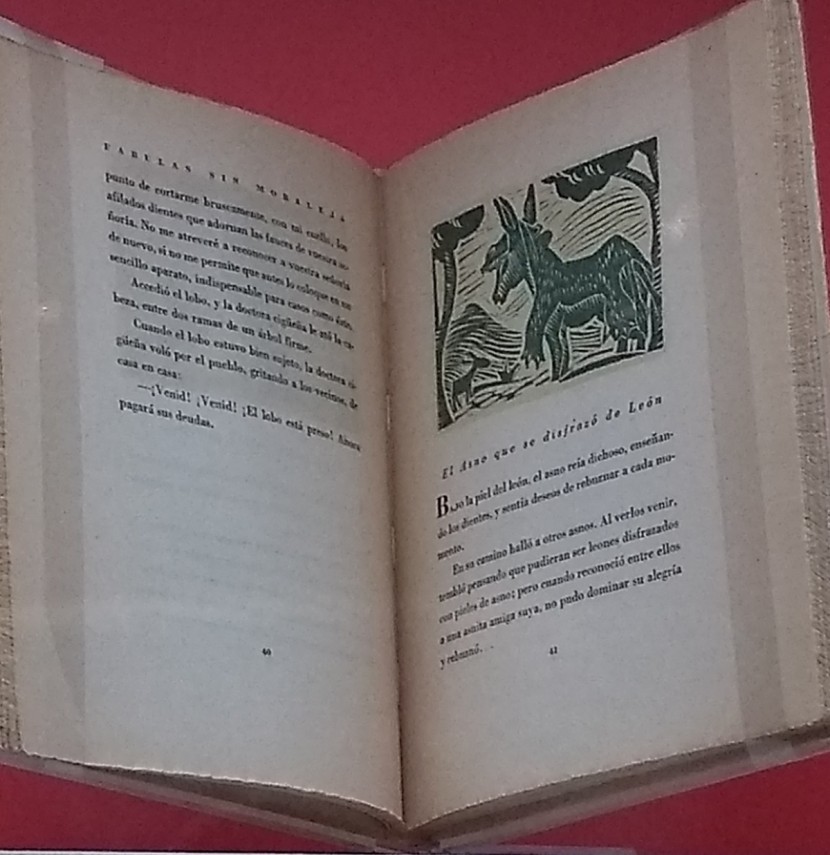 FABULAS SIN MORALEJA
punto de cortarme bruscamente, con mi cuello, los
afilados dientes que adornan las fauces de vuestra se-
ñoría. No me atreveré a reconocer a vuestra señoría
de nuevo, si no me permite que antes lo coloque en un
sencillo aparato, indispensable para casos como éste.
Accedió el lobo, y la doctora cigüeña le ató la ca-
beza, entre dos ramas de un árbol firme.
Cuando el lobo estuvo bien sujeto, la doctora ci-
güeña voló por el pueblo, gritando a los vecinos, de
casa en casa:
—¡Venid! ¡Venid! ¡El lobo está preso! Ahora
pagará sus deudas.
40
El Asno que se disfrazó de León
BAJO la piel del león, el asno reía dichoso, enseñan-
do los dientes, y sentía deseos de rebuznar a cada mo-
mento.
En su camino halló a otros asnos. Al verlos venir,
tembló pensando que pudieran ser leones disfrazados
con pieles de asno; pero cuando reconoció entre ellos
a una asnita amiga suya, no pudo dominar su alegría
y rebuznó...
41